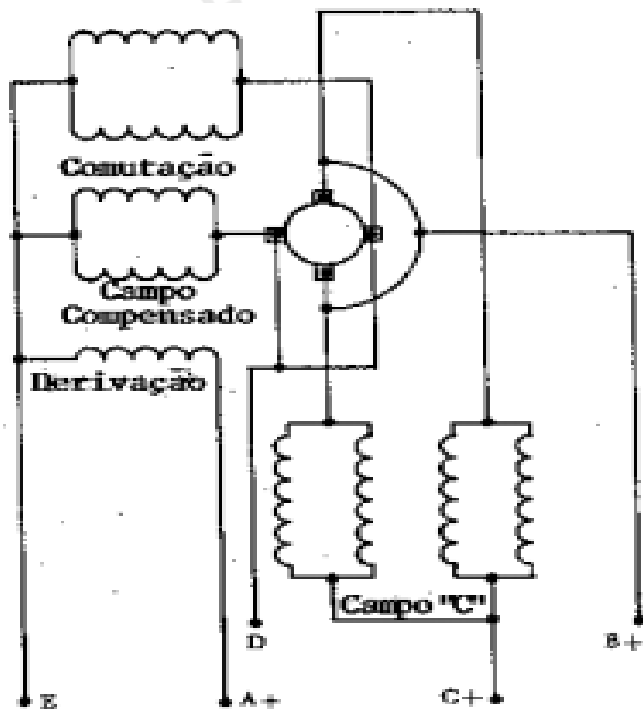 Comutação
Campo
Compensado
Derivação
Campo "C"
D
B+
E
A+
C+